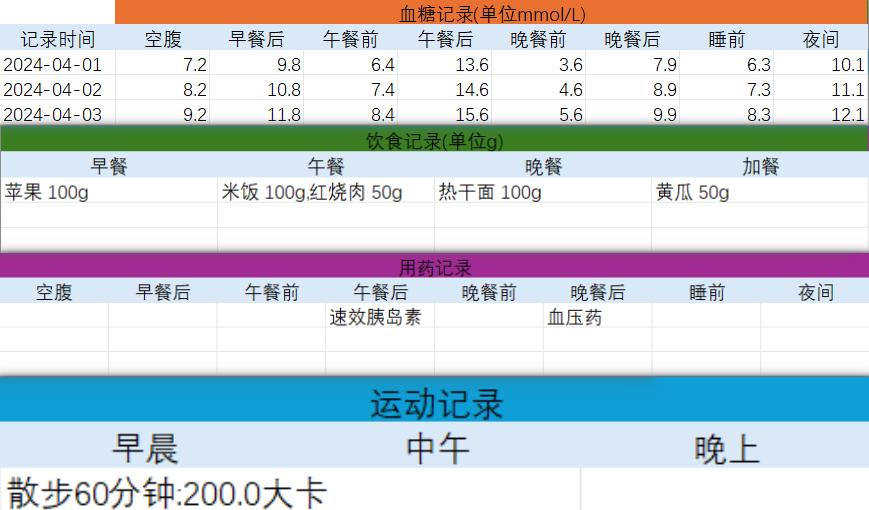 血糖记录(单位mmol/L)
记录时间 空腹 早餐后 午餐前 午餐后 晚餐前 晚餐后 睡前 夜间
2024-04-01 7.2 9.8 6.4 13.6 3.6 7.9 6.3 10.1
2024-04-02 8.2 10.8 7.4 14.6 4.6 8.9 7.3 11.1
2024-04-03 9.2 11.8 8.4 15.6 5.6 9.9 8.3 12.1
饮食记录(单位g)
早餐 午餐 晚餐 加餐
苹果 100g 米饭 100g,红烧肉 50g 热干面 100g 黄瓜 50g
用药记录
空腹 早餐后 午餐前 午餐后 晚餐前 晚餐后 睡前 夜间
速效胰岛素 血压药
运动记录
早晨 中午 晚上
散步60分钟:200.0大卡